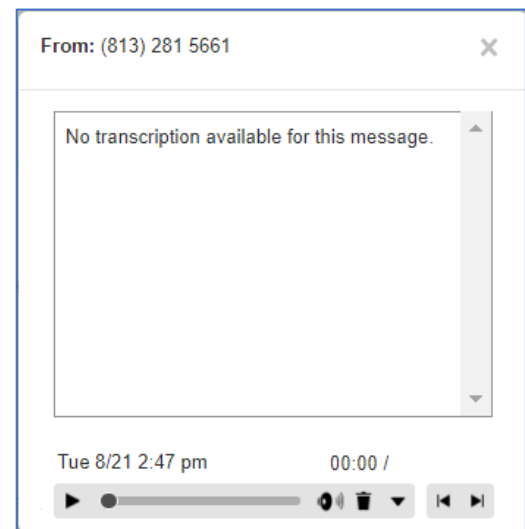 From: (813) 281 5661
No transcription available for this message.
Tue 8/21 2:47 pm 00:00 /